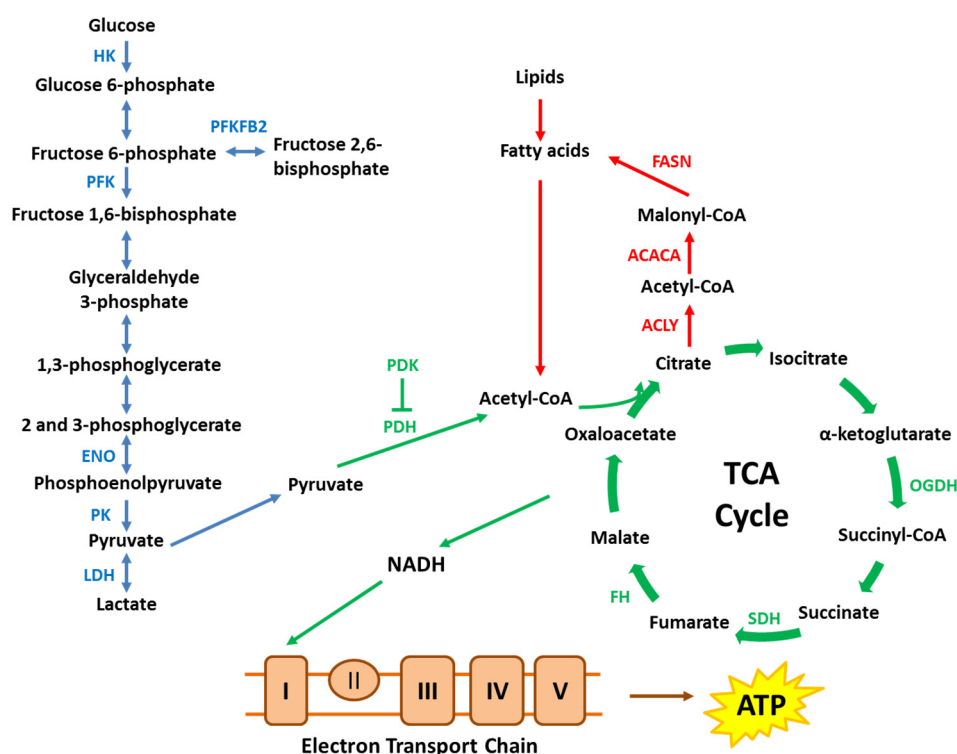 Glucose
HK
Glucose 6-phosphate
PFKFB2
Fructose 6-phosphate
Fructose 2,6-
bisphosphate
PFK
Fructose 1,6-bisphosphate
Glyceraldehyde
3-phosphate
1,3-phosphoglycerate
2 and 3-phosphoglycerate
ENO
Phosphoenolpyruvate
PK
Pyruvate
LDH
Lactate
Pyruvate
PDK
PDH
Acetyl-CoA
Lipids
Fatty acids
FASN
Malonyl-CoA
ACACA
Acetyl-CoA
ACLY
Citrate
Isocitrate
α-ketoglutarate
OGDH
Succinyl-CoA
Succinate
SDH
Fumarate
FH
Malate
Oxaloacetate
TCA
Cycle
NADH
I
II
III
IV
V
ATP
Electron Transport Chain